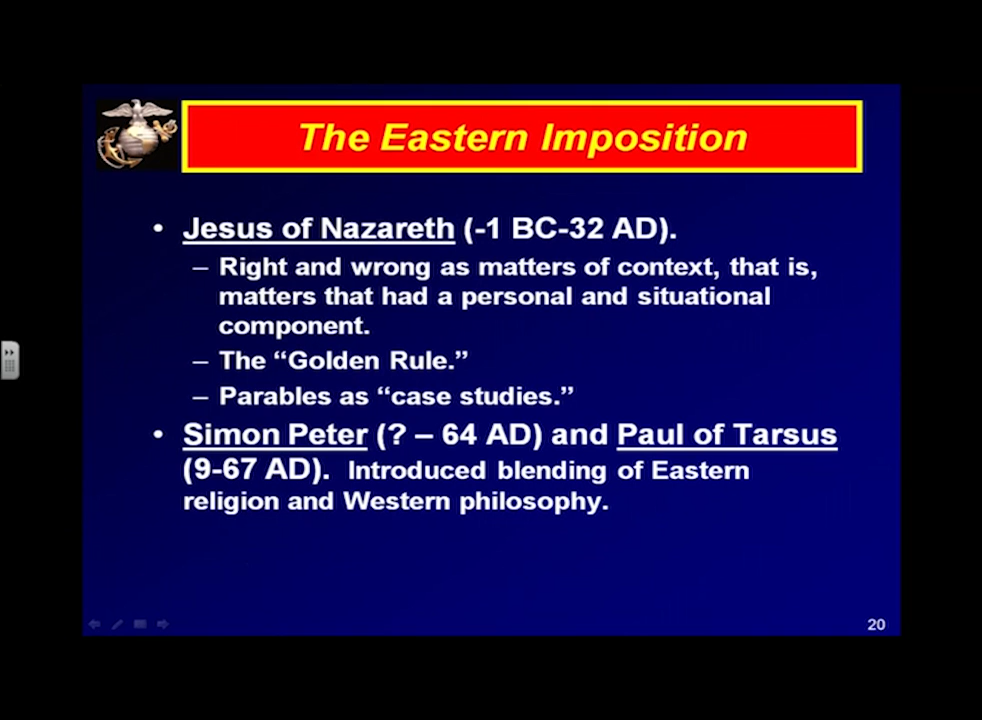 The Eastern Imposition
• Jesus of Nazareth (-1 BC-32 AD).
– Right and wrong as matters of context, that is,
matters that had a personal and situational
component.
– The “Golden Rule.”
– Parables as “case studies.”
• Simon Peter (? – 64 AD) and Paul of Tarsus
(9-67 AD). Introduced blending of Eastern
religion and Western philosophy.
20